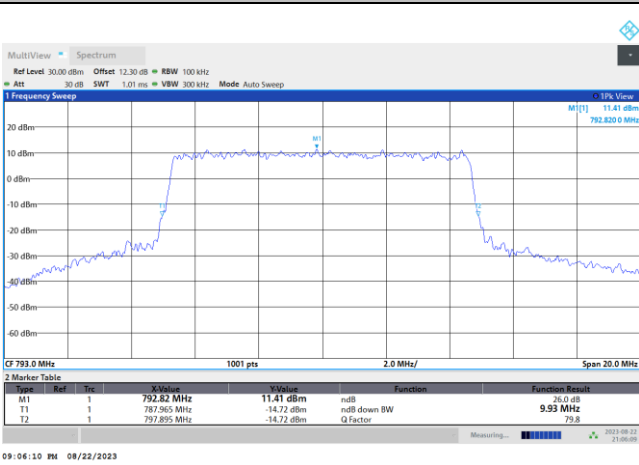 MultiView Spectrum
Ref Level 30.00 dBm Offset 12.30 dB RBW 100 kHz
Att 30 dB SWT 1.01 ms VBW 300 kHz Mode Auto Sweep
1 Frequency Sweep 1Pk View
M1[1] 11.41 dBm
792.820 0 MHz
M1
20 dBm
10 dBm
0 dBm
-10 dBm
T1 T2
-20 dBm
-30 dBm
-40 dBm
-50 dBm
-60 dBm
CF 793.0 MHz 1001 pts 2.0 MHz/ Span 20.0 MHz
2 Marker Table
Type Ref Trc X-Value Y-Value Function Function Result
M1 1 792.82 MHz 11.41 dBm ndB 26.0 dB
T1 1 787.965 MHz -14.72 dBm ndB down BW 9.93 MHz
T2 1 797.895 MHz -14.72 dBm Q Factor 79.8
Measuring... 2023-08-22
21:06:09
09:06:10 PM 08/22/2023